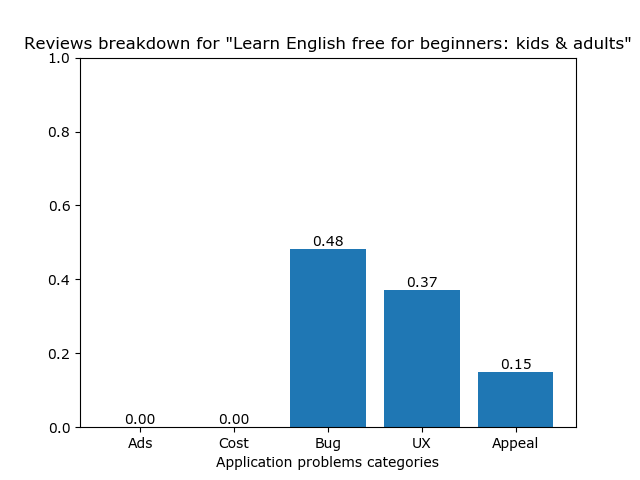 Reviews breakdown for "Learn English free for beginners: kids & adults"
1.0
0.8
0.6
0.4
0.2
0.0
0.00
0.00
0.48
0.37
0.15
Ads
Cost
Bug
UX
Appeal
Application problems categories